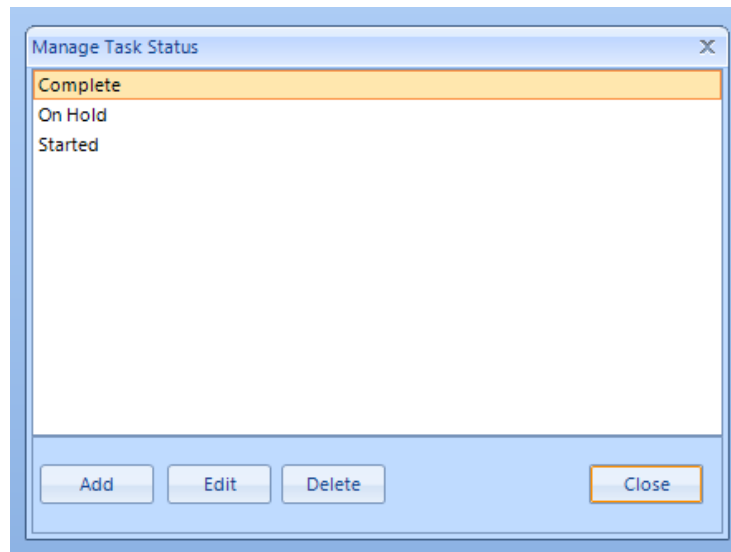 Manage Task Status X
Complete
On Hold
Started
Add Edit Delete Close